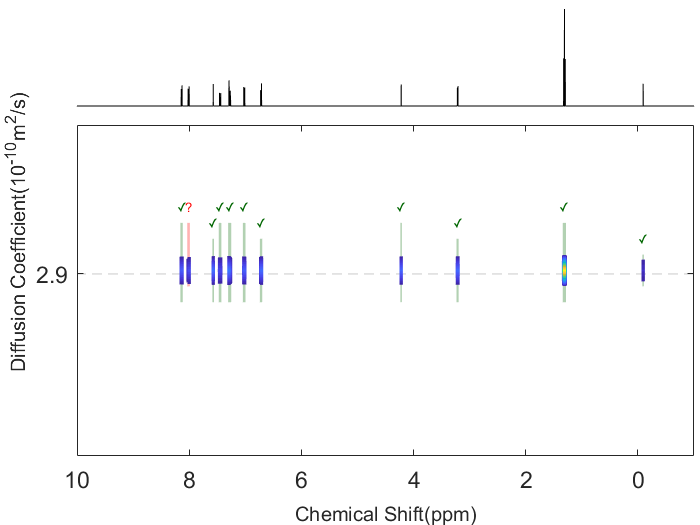 ✓ ? ✓ ✓ ✓ ✓ ✓ ✓ ✓ ✓ ✓
Diffusion Coefficient(10⁻¹⁰m²/s)
2.9
10 8 6 4 2 0
Chemical Shift(ppm)